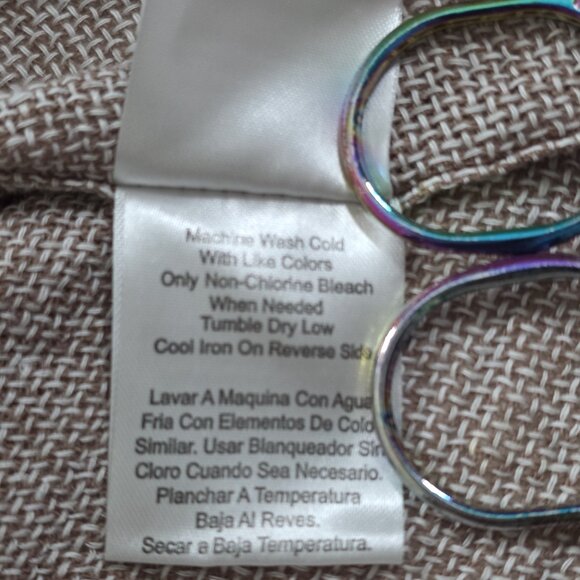 Machine Wash Cold
With Like Colors
Only Non-Chlorine Bleach
When Needed
Tumble Dry Low
Cool Iron On Reverse Side
Lavar A Maquina Con Agua
Fria Con Elementos De Color
Similar. Usar Blanqueador Sin
Cloro Cuando Sea Necesario.
Planchar A Temperatura
Baja Al Reves.
Secar a Baja Temperatura.